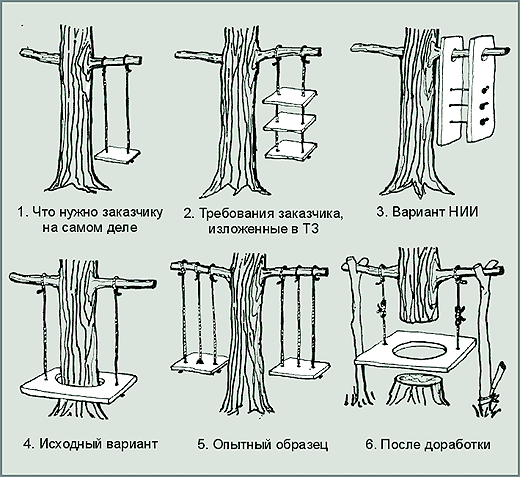 1. Что нужно заказчику
на самом деле
2. Требования заказчика,
изложенные в ТЗ
3. Вариант НИИ
4. Исходный вариант
5. Опытный образец
6. После доработки